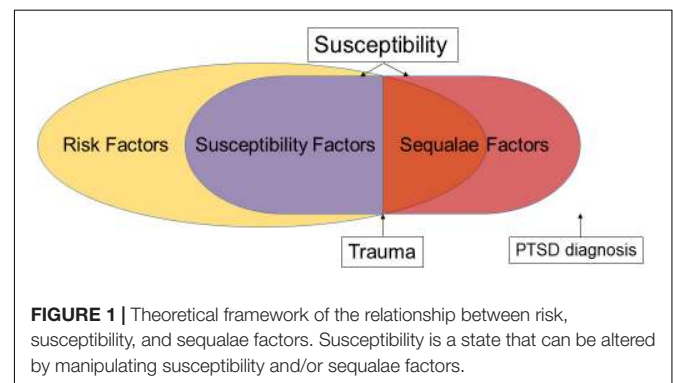 Susceptibility
Risk Factors
Susceptibility Factors
Sequalae Factors
Trauma
PTSD diagnosis
FIGURE 1 | Theoretical framework of the relationship between risk,
susceptibility, and sequalae factors. Susceptibility is a state that can be altered
by manipulating susceptibility and/or sequalae factors.